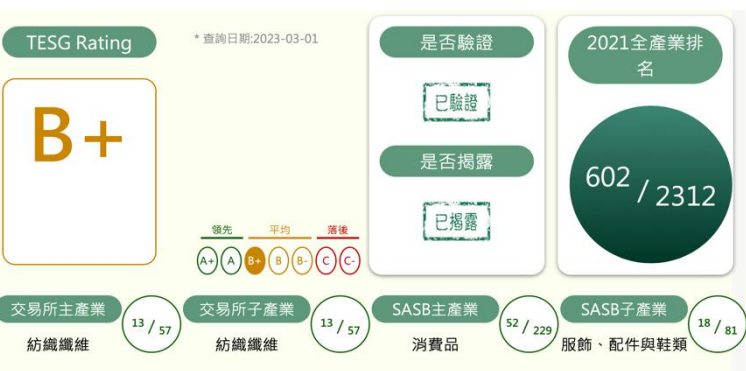 TESG Rating
* 查詢日期:2023-03-01
B+
領先 平均 落後
A+ A B+ B B- C C-
是否驗證
已驗證
是否揭露
已揭露
2021全產業排
名
602 / 2312
交易所主產業
13 / 57
紡織纖維
交易所子產業
13 / 57
紡織纖維
SASB主產業
52 / 229
消費品
SASB子產業
18 / 81
服飾、配件與鞋類